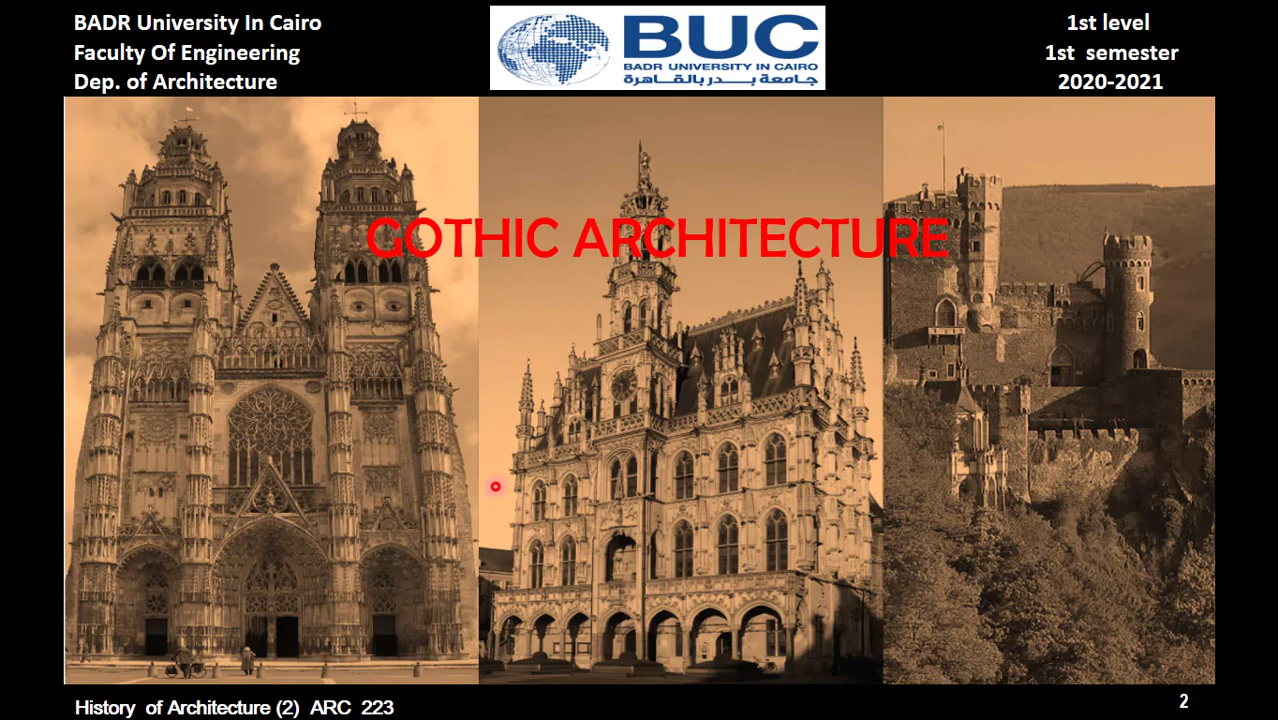 BADR University In Cairo
Faculty Of Engineering
Dep. of Architecture
BUC
BADR UNIVERSITY IN CAIRO
جامعة بدر بالقاهرة
1st level
1st semester
2020-2021
GOTHIC ARCHITECTURE
History of Architecture (2) ARC 223
2